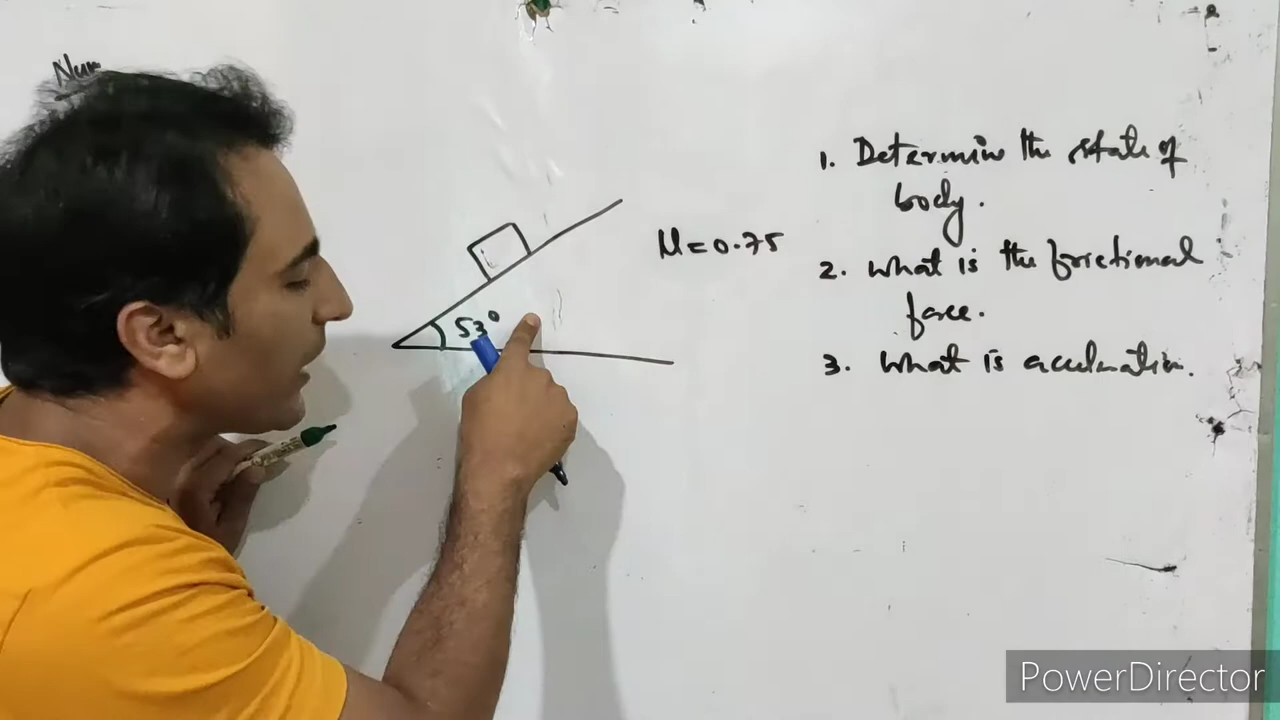 53°
μ=0.75
1. Determine the state of
body.
2. What is the frictional
force.
3. What is acceleration.
PowerDirector